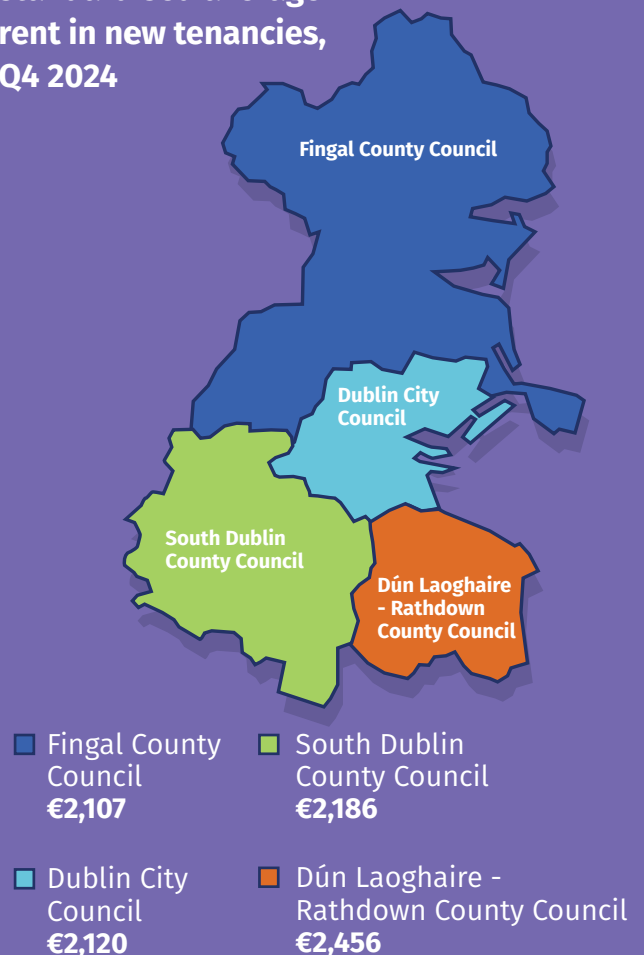 rent in new tenancies,
Q4 2024
Fingal County Council
Dublin City
Council
South Dublin
County Council
Dún Laoghaire
- Rathdown
County Council
Fingal County
Council
€2,107
South Dublin
County Council
€2,186
Dublin City
Council
€2,120
Dún Laoghaire -
Rathdown County Council
€2,456